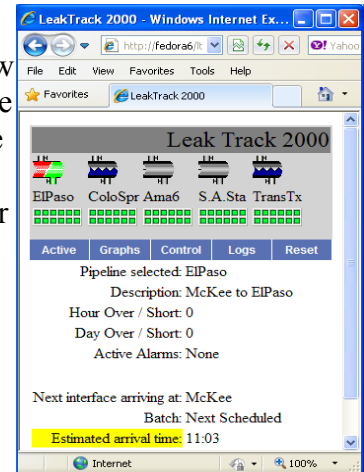 LeakTrack 2000 - Windows Internet Ex...
http://fedora6/lt
Yahoo
File Edit View Favorites Tools Help
Favorites LeakTrack 2000
Leak Track 2000
ElPaso ColoSpr Ama6 S.A.Sta TransTx
Active Graphs Control Logs Reset
Pipeline selected: ElPaso
Description: McKee to ElPaso
Hour Over / Short: 0
Day Over / Short: 0
Active Alarms: None
Next interface arriving at: McKee
Batch: Next Scheduled
Estimated arrival time: 11:03
Internet 100%